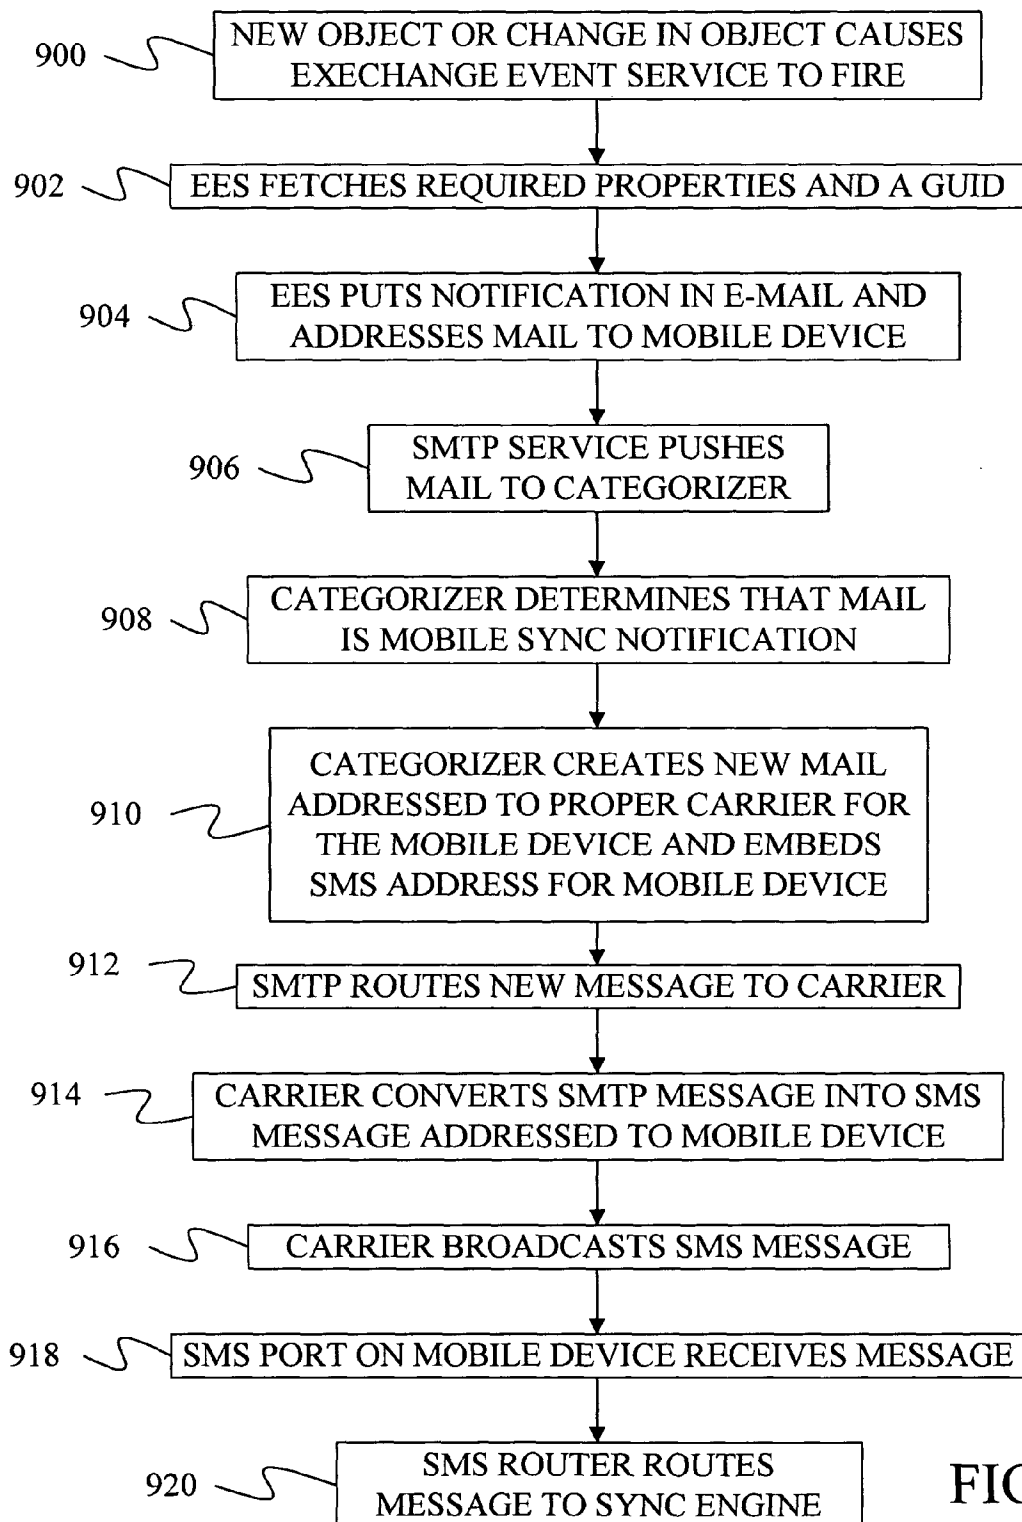 900
NEW OBJECT OR CHANGE IN OBJECT CAUSES
EXECHANGE EVENT SERVICE TO FIRE
902
EES FETCHES REQUIRED PROPERTIES AND A GUID
904
EES PUTS NOTIFICATION IN E-MAIL AND
ADDRESSES MAIL TO MOBILE DEVICE
906
SMTP SERVICE PUSHES
MAIL TO CATEGORIZER
908
CATEGORIZER DETERMINES THAT MAIL
IS MOBILE SYNC NOTIFICATION
910
CATEGORIZER CREATES NEW MAIL
ADDRESSED TO PROPER CARRIER FOR
THE MOBILE DEVICE AND EMBEDS
SMS ADDRESS FOR MOBILE DEVICE
912
SMTP ROUTES NEW MESSAGE TO CARRIER
914
CARRIER CONVERTS SMTP MESSAGE INTO SMS
MESSAGE ADDRESSED TO MOBILE DEVICE
916
CARRIER BROADCASTS SMS MESSAGE
918
SMS PORT ON MOBILE DEVICE RECEIVES MESSAGE
920
SMS ROUTER ROUTES
MESSAGE TO SYNC ENGINE